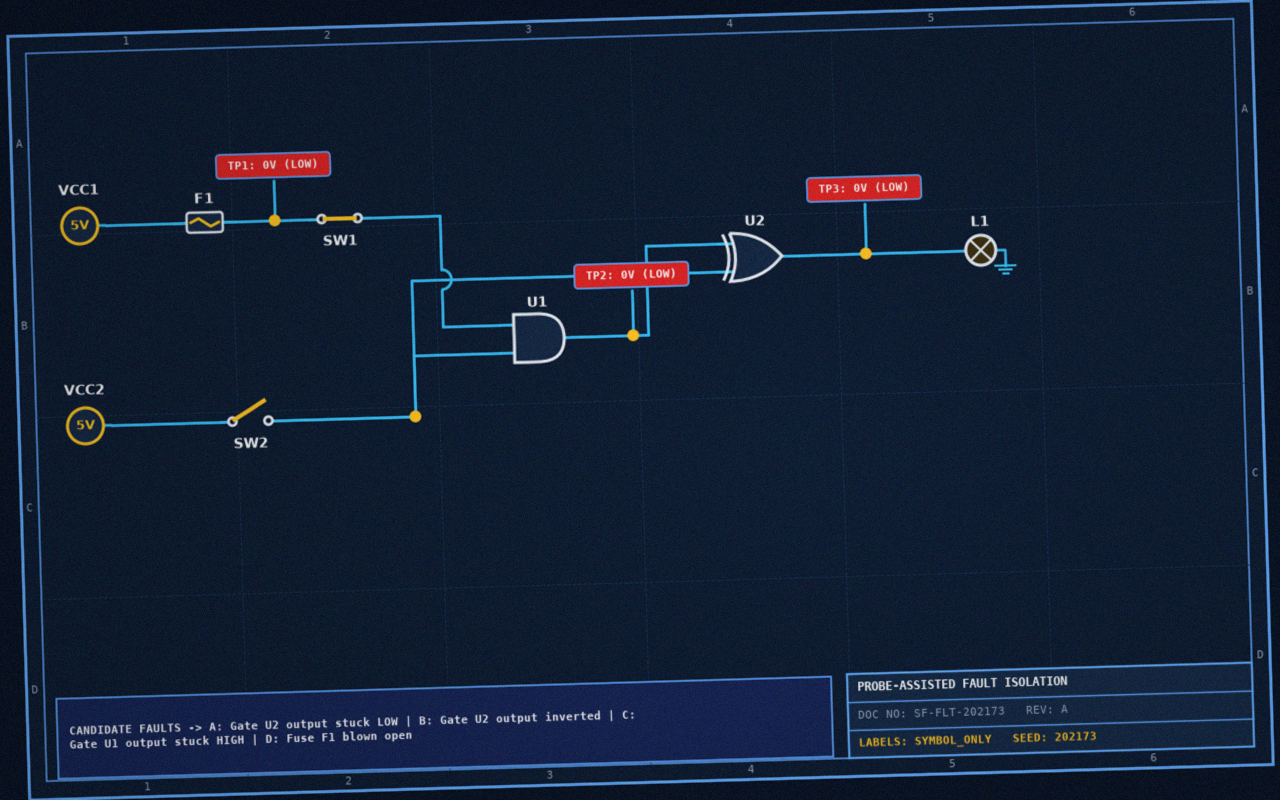 1 2 3 4 5 6
A A
TP1: 0V (LOW)
TP3: 0V (LOW)
VCC1
F1
5V
SW1
U2
L1
TP2: 0V (LOW)
U1
B B
VCC2
5V
SW2
C C
D D
CANDIDATE FAULTS -> A: Gate U2 output stuck LOW | B: Gate U2 output inverted | C:
Gate U1 output stuck HIGH | D: Fuse F1 blown open
PROBE-ASSISTED FAULT ISOLATION
DOC NO: SF-FLT-202173 REV: A
LABELS: SYMBOL_ONLY SEED: 202173
1 2 3 4 5 6